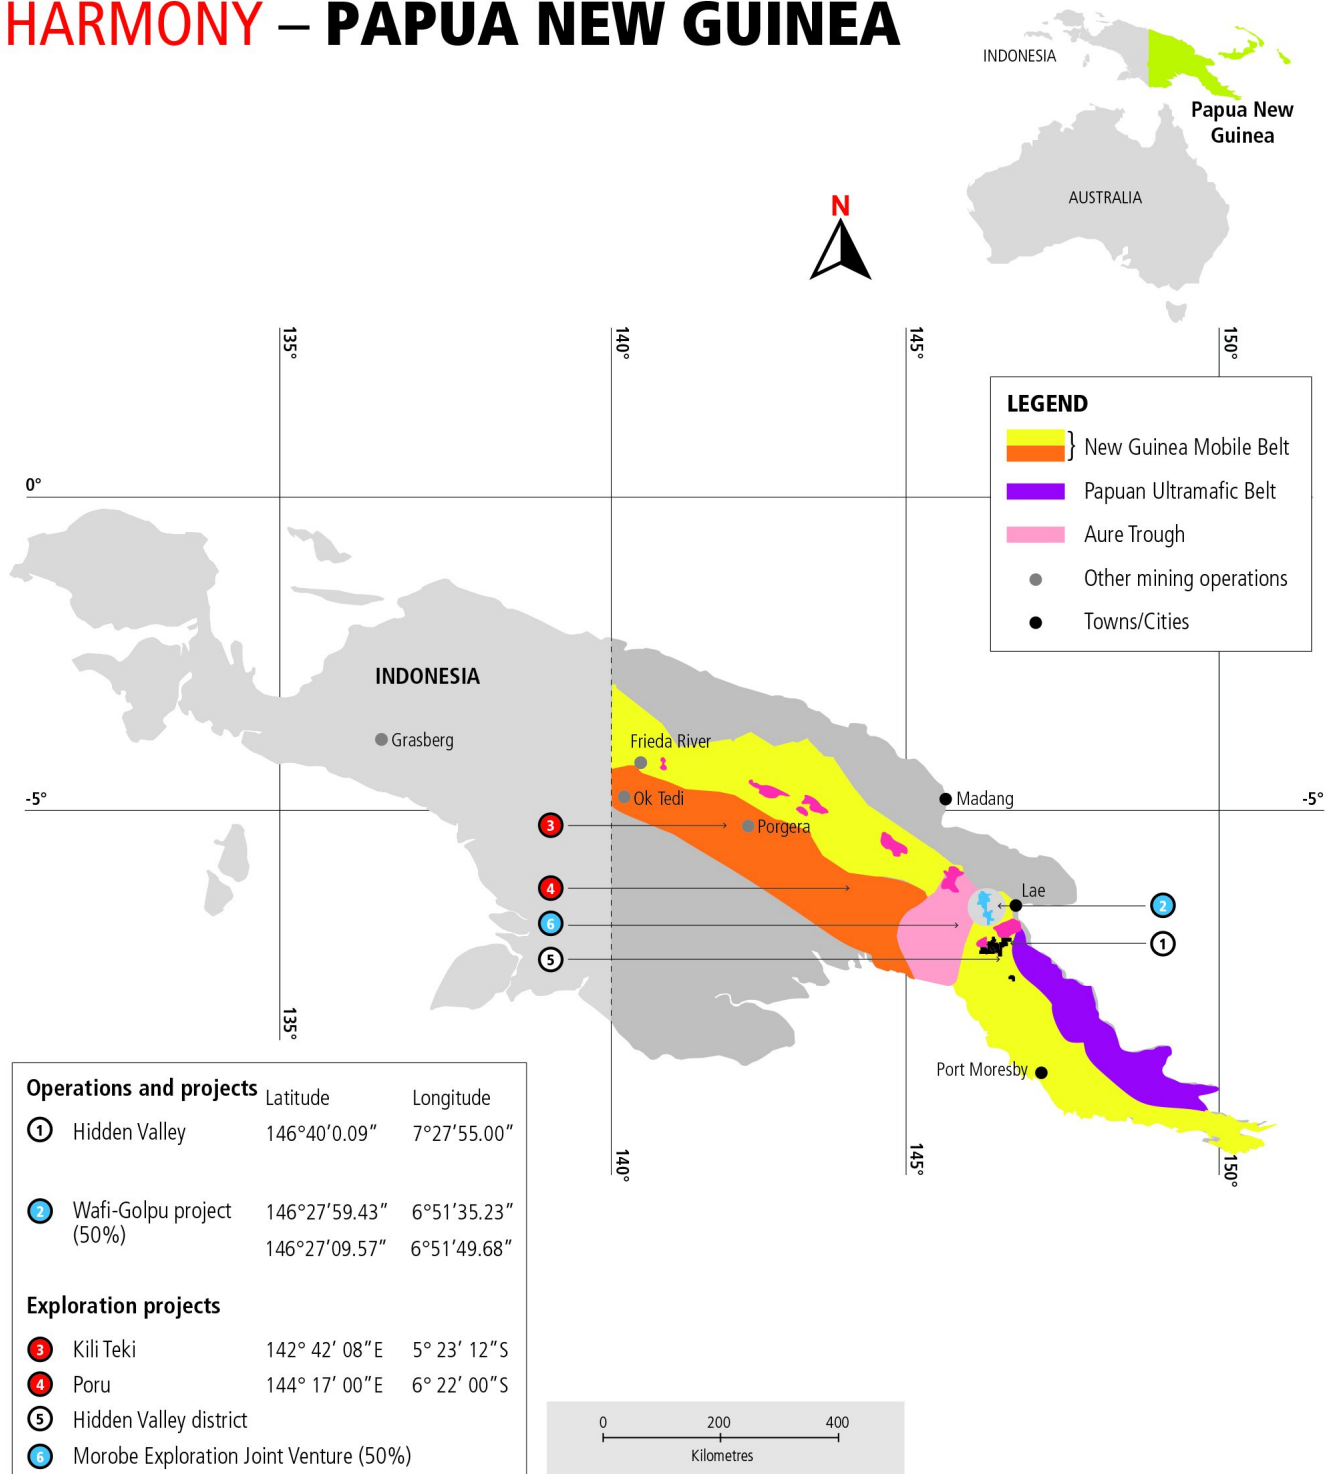 HARMONY – PAPUA NEW GUINEA
INDONESIA
Papua New
Guinea
AUSTRALIA
N
135°
140°
145°
150°
LEGEND
New Guinea Mobile Belt
Papuan Ultramafic Belt
Aure Trough
Other mining operations
Towns/Cities
0°
INDONESIA
Grasberg
Frieda River
-5°
-5°
Ok Tedi
Madang
3
Porgera
4
Lae
2
6
1
5
135°
Port Moresby
140°
145°
150°
Operations and projects Latitude Longitude
1 Hidden Valley 146°40’0.09” 7°27’55.00”
2 Wafi-Golpu project 146°27’59.43” 6°51’35.23”
(50%)
146°27’09.57” 6°51’49.68”
Exploration projects
3 Kili Teki 142° 42’ 08”E 5° 23’ 12”S
4 Poru 144° 17’ 00”E 6° 22’ 00”S
5 Hidden Valley district
6 Morobe Exploration Joint Venture (50%)
0 200 400
Kilometres